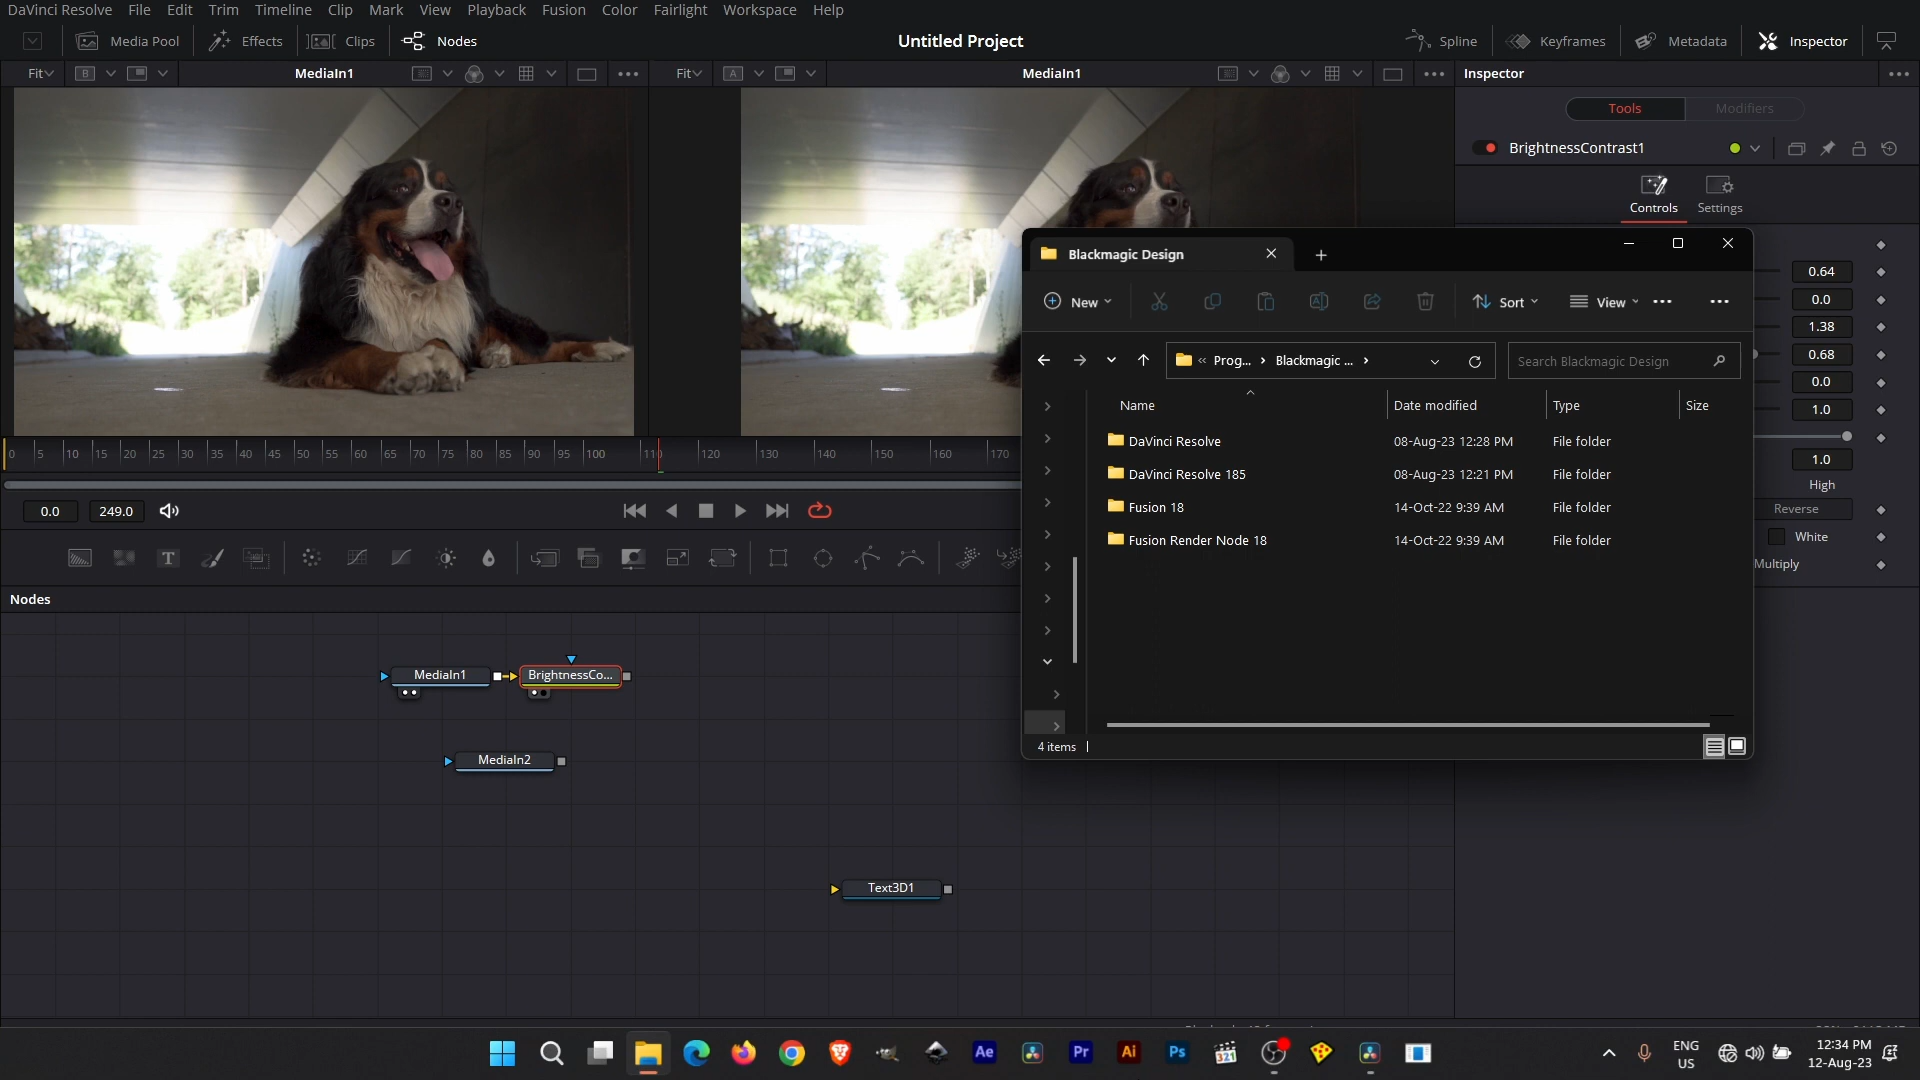 DaVinci Resolve File Edit Trim Timeline Clip Mark View Playback Fusion Color Fairlight Workspace Help
Media Pool Effects Clips Nodes Untitled Project Spline Keyframes Metadata Inspector
Fit B MediaIn1 Fit A MediaIn1 Inspector
Tools Modifiers
BrightnessContrast1
Controls Settings
Blackmagic Design
0.64
New Sort View
0.0
1.38
Prog... Blackmagic ... Search Blackmagic Design
0.68
0.0
Name Date modified Type Size
1.0
DaVinci Resolve 08-Aug-23 12:28 PM File folder
0 5 10 15 20 25 30 35 40 45 50 55 60 65 70 75 80 85 90 95 100 110 120 130 140 150 160 170
1.0
DaVinci Resolve 185 08-Aug-23 12:21 PM File folder
High
Fusion 18 14-Oct-22 9:39 AM File folder
Reverse
0.0 249.0
White
Fusion Render Node 18 14-Oct-22 9:39 AM File folder
T
Multiply
Nodes
MediaIn1 BrightnessCo...
4 items
MediaIn2
Text3D1
Ae Pr Ai Ps 321
ENG
US
12:34 PM
12-Aug-23